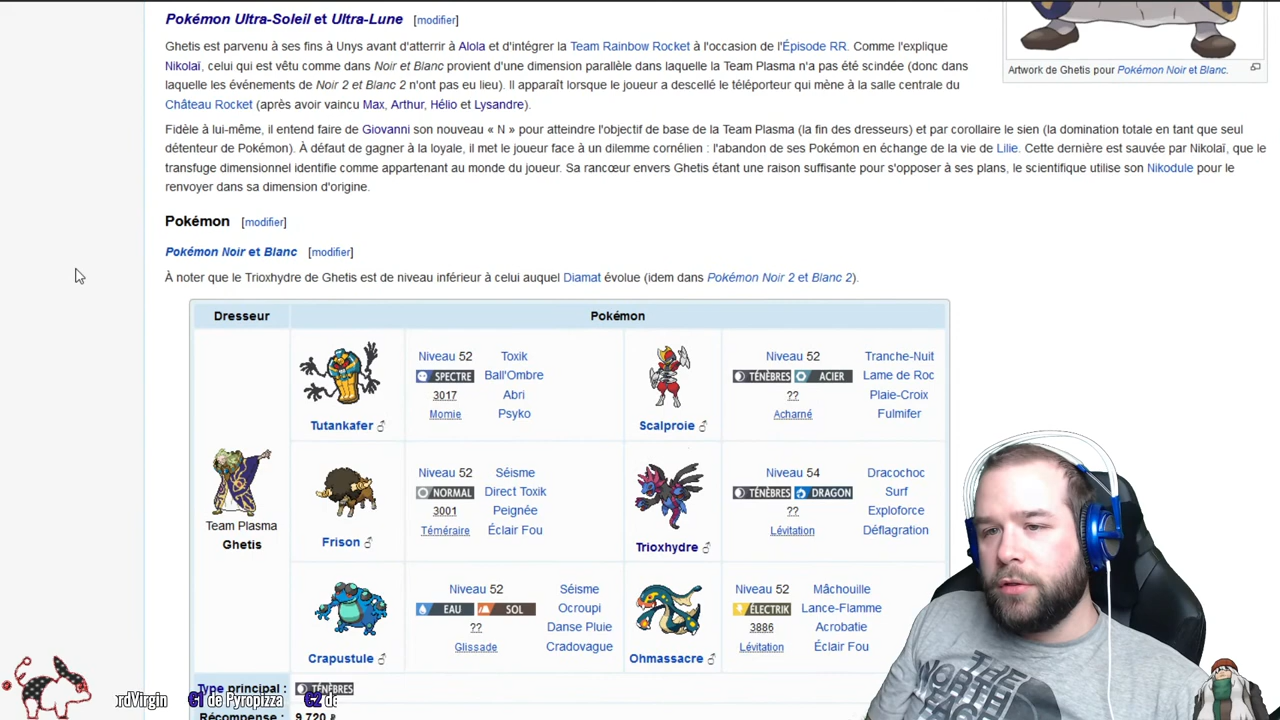 Pokémon Ultra-Soleil et Ultra-Lune [modifier]
Ghetis est parvenu à ses fins à Unys avant d'atterrir à Alola et d'intégrer la Team Rainbow Rocket à l'occasion de l'Épisode RR. Comme l'explique
Nikolaï, celui qui est vêtu comme dans Noir et Blanc provient d'une dimension parallèle dans laquelle la Team Plasma n'a pas été scindée (donc dans
laquelle les événements de Noir 2 et Blanc 2 n'ont pas eu lieu). Il apparaît lorsque le joueur a descellé le téléporteur qui mène à la salle centrale du
Château Rocket (après avoir vaincu Max, Arthur, Hélio et Lysandre).
Artwork de Ghetis pour Pokémon Noir et Blanc.
Fidèle à lui-même, il entend faire de Giovanni son nouveau « N » pour atteindre l'objectif de base de la Team Plasma (la fin des dresseurs) et par corollaire le sien (la domination totale en tant que seul
détenteur de Pokémon). À défaut de gagner à la loyale, il met le joueur face à un dilemme cornélien : l'abandon de ses Pokémon en échange de la vie de Lilie. Cette dernière est sauvée par Nikolaï, que le
transfuge dimensionnel identifie comme appartenant au monde du joueur. Sa rancœur envers Ghetis étant une raison suffisante pour s'opposer à ses plans, le scientifique utilise son Nikodule pour le
renvoyer dans sa dimension d'origine.
Pokémon [modifier]
Pokémon Noir et Blanc [modifier]
À noter que le Trioxhydre de Ghetis est de niveau inférieur à celui auquel Diamat évolue (idem dans Pokémon Noir 2 et Blanc 2).
Dresseur Pokémon
Niveau 52 Toxik
SPECTRE Ball'Ombre
3017 Abri
Momie Psyko
Tutankafer ♂
Niveau 52 Tranche-Nuit
TÉNÈBRES ACIER Lame de Roc
?? Plaie-Croix
Acharné Fulmifer
Scalproie ♂
Team Plasma
Ghetis
Niveau 52 Séisme
NORMAL Direct Toxik
3001 Peignée
Téméraire Éclair Fou
Frison ♂
Niveau 54 Dracochoc
TÉNÈBRES DRAGON Surf
?? Exploforce
Lévitation Déflagration
Trioxhydre ♂
Niveau 52 Séisme
EAU SOL Ocroupi
?? Danse Pluie
Glissade Cradovague
Crapustule ♂
Niveau 52 Mâchouille
ÉLECTRIK Lance-Flamme
3886 Acrobatie
Lévitation Éclair Fou
Ohmassacre ♂
Type principal : TÉNÈBRES
Récompense : 9 720
ordVirgin G1 de Pyropizza G2 de
THE
NORTH